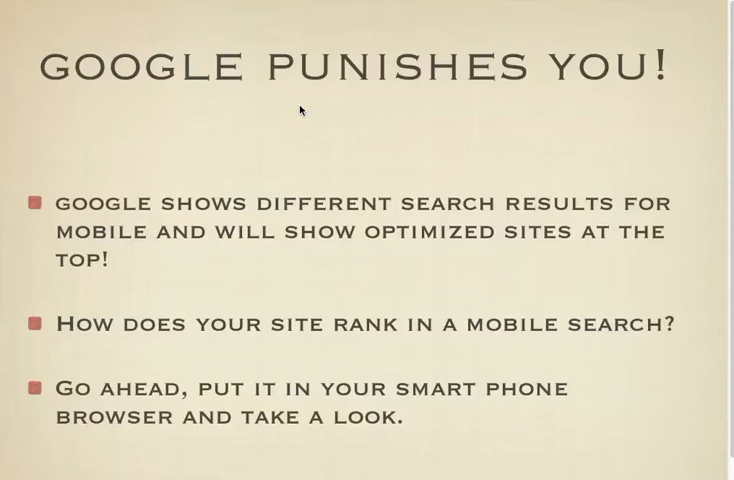 GOOGLE PUNISHES YOU!
GOOGLE SHOWS DIFFERENT SEARCH RESULTS FOR
MOBILE AND WILL SHOW OPTIMIZED SITES AT THE
TOP!
HOW DOES YOUR SITE RANK IN A MOBILE SEARCH?
GO AHEAD, PUT IT IN YOUR SMART PHONE
BROWSER AND TAKE A LOOK.